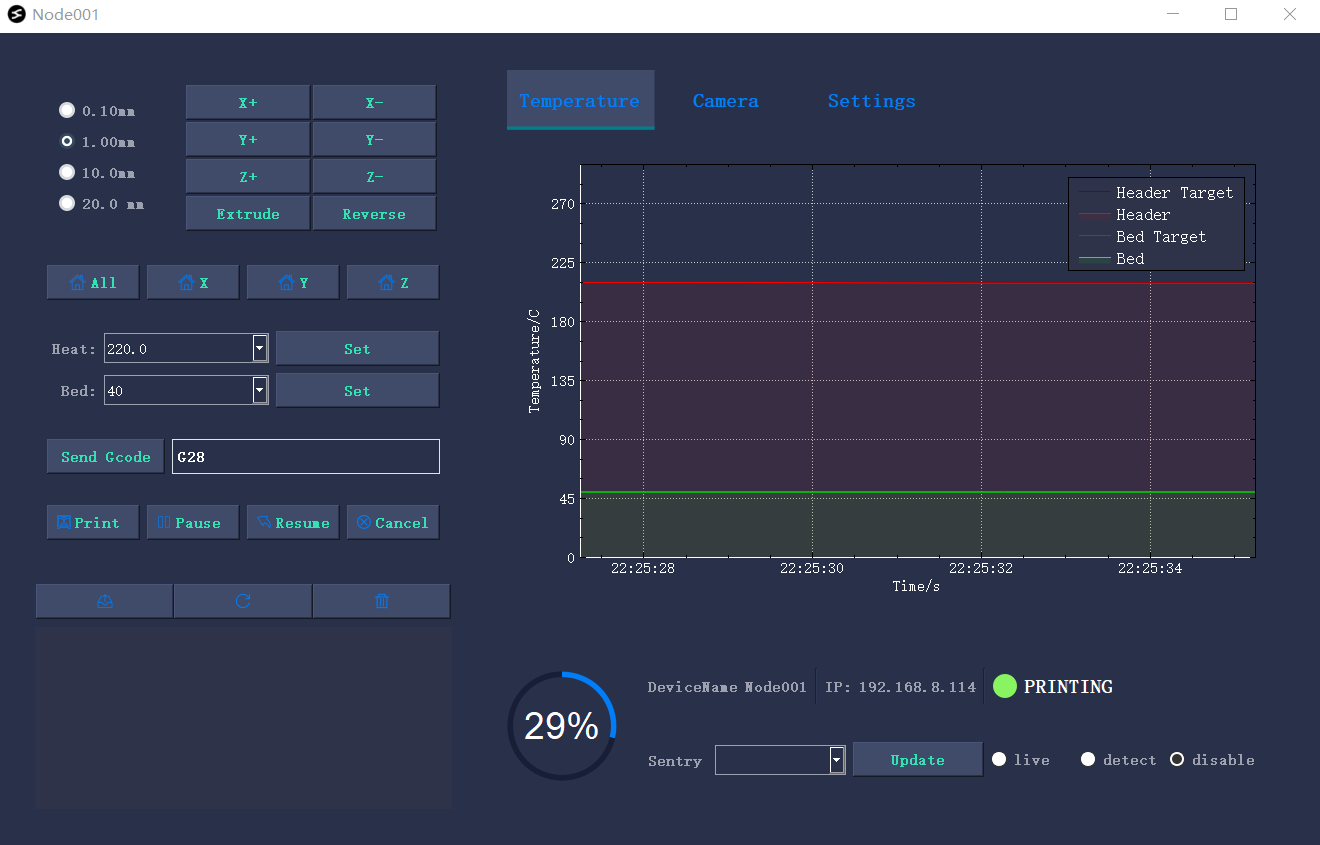 Node001
0.10mm
1.00mm
10.0mm
20.0 mm
X+ X-
Y+ Y-
Z+ Z-
Extrude Reverse
All X Y Z
Heat: 220.0 Set
Bed: 40 Set
Send Gcode G28
Print Pause Resume Cancel
Temperature Camera Settings
Header Target
Header
Bed Target
Bed
Temperature/C
270
225
180
135
90
45
0
22:25:28 22:25:30 22:25:32 22:25:34
Time/s
29%
DeviceName Node001 IP: 192.168.8.114 PRINTING
Sentry Update live detect disable